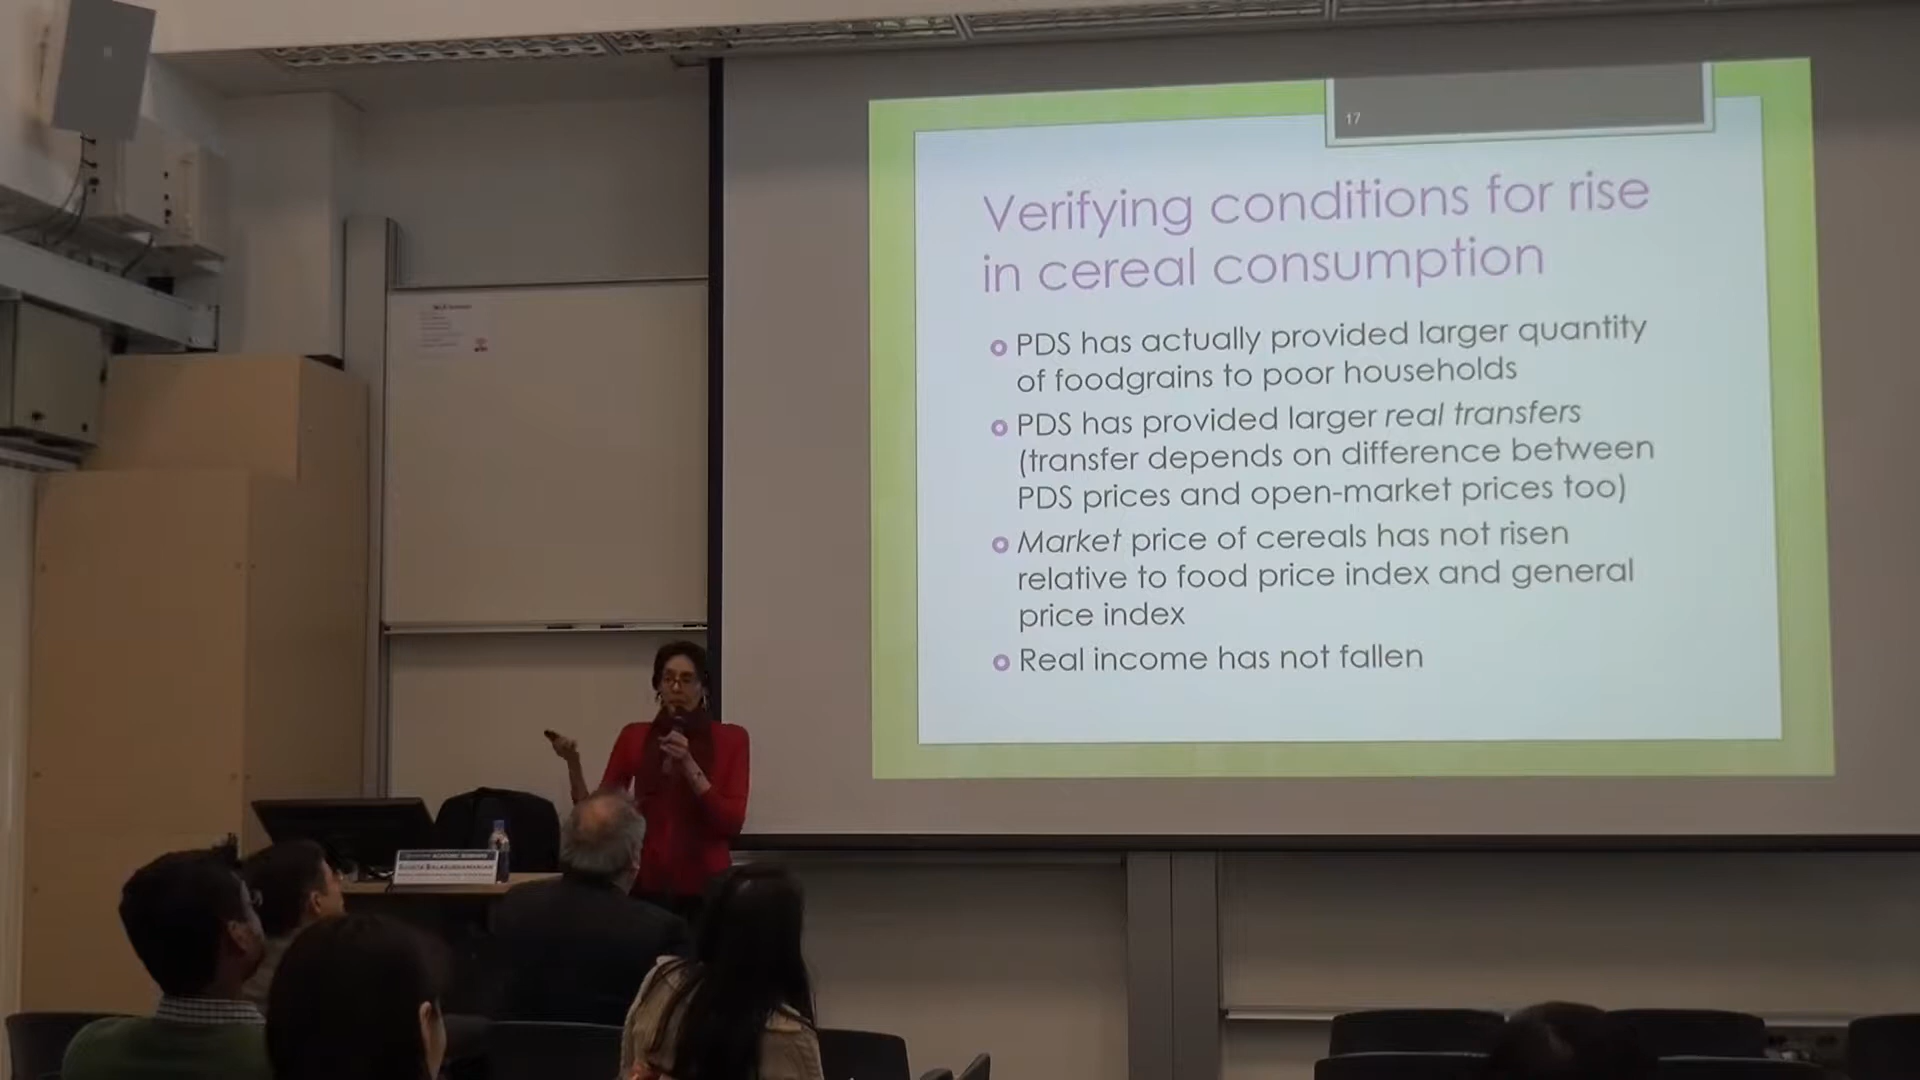 17
Verifying conditions for rise
in cereal consumption
PDS has actually provided larger quantity
of foodgrains to poor households
PDS has provided larger real transfers
(transfer depends on difference between
PDS prices and open-market prices too)
Market price of cereals has not risen
relative to food price index and general
price index
Real income has not fallen
ACADEMIC SEMINARS